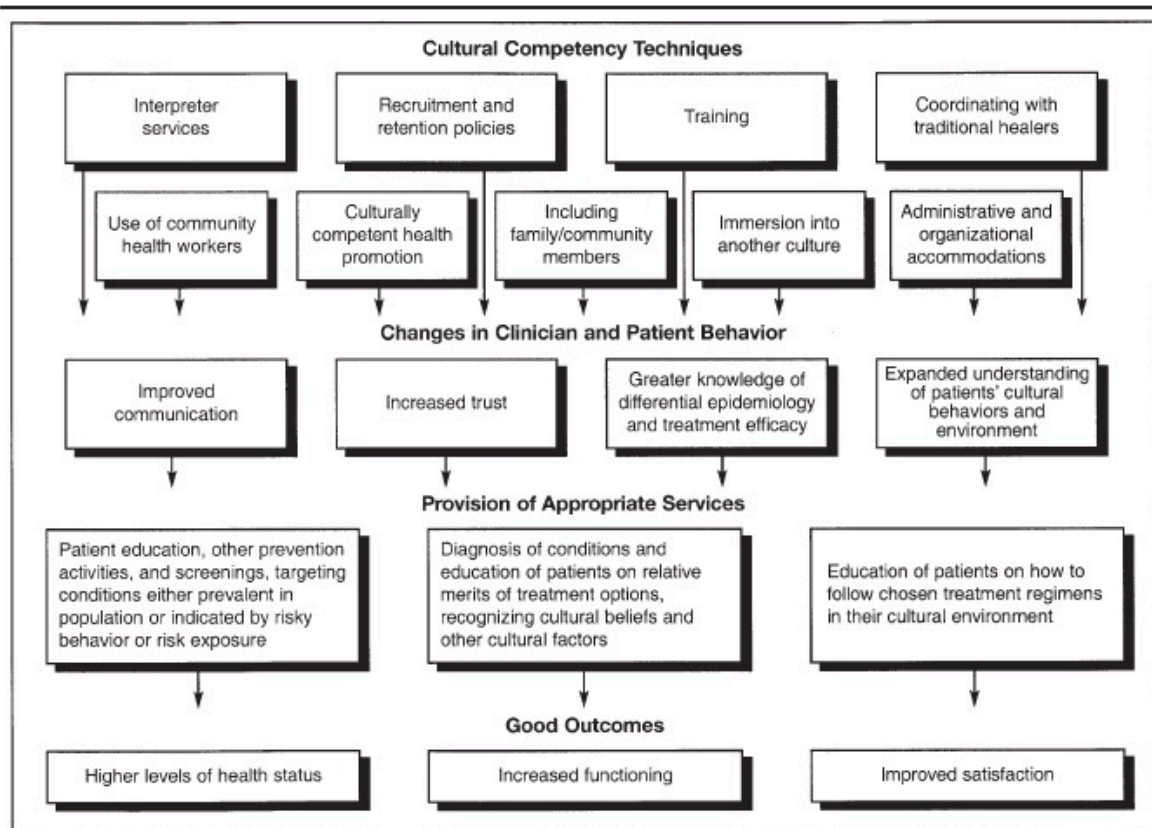 Cultural Competency Techniques
Interpreter
services
Recruitment and
retention policies
Training
Coordinating with
traditional healers
Use of community
health workers
Culturally
competent health
promotion
Including
family/community
members
Immersion into
another culture
Administrative and
organizational
accommodations
Changes in Clinician and Patient Behavior
Improved
communication
Increased trust
Greater knowledge of
differential epidemiology
and treatment efficacy
Expanded understanding
of patients' cultural
behaviors and
environment
Provision of Appropriate Services
Patient education, other prevention
activities, and screenings, targeting
conditions either prevalent in
population or indicated by risky
behavior or risk exposure
Diagnosis of conditions and
education of patients on relative
merits of treatment options,
recognizing cultural beliefs and
other cultural factors
Education of patients on how to
follow chosen treatment regimens
in their cultural environment
Good Outcomes
Higher levels of health status
Increased functioning
Improved satisfaction